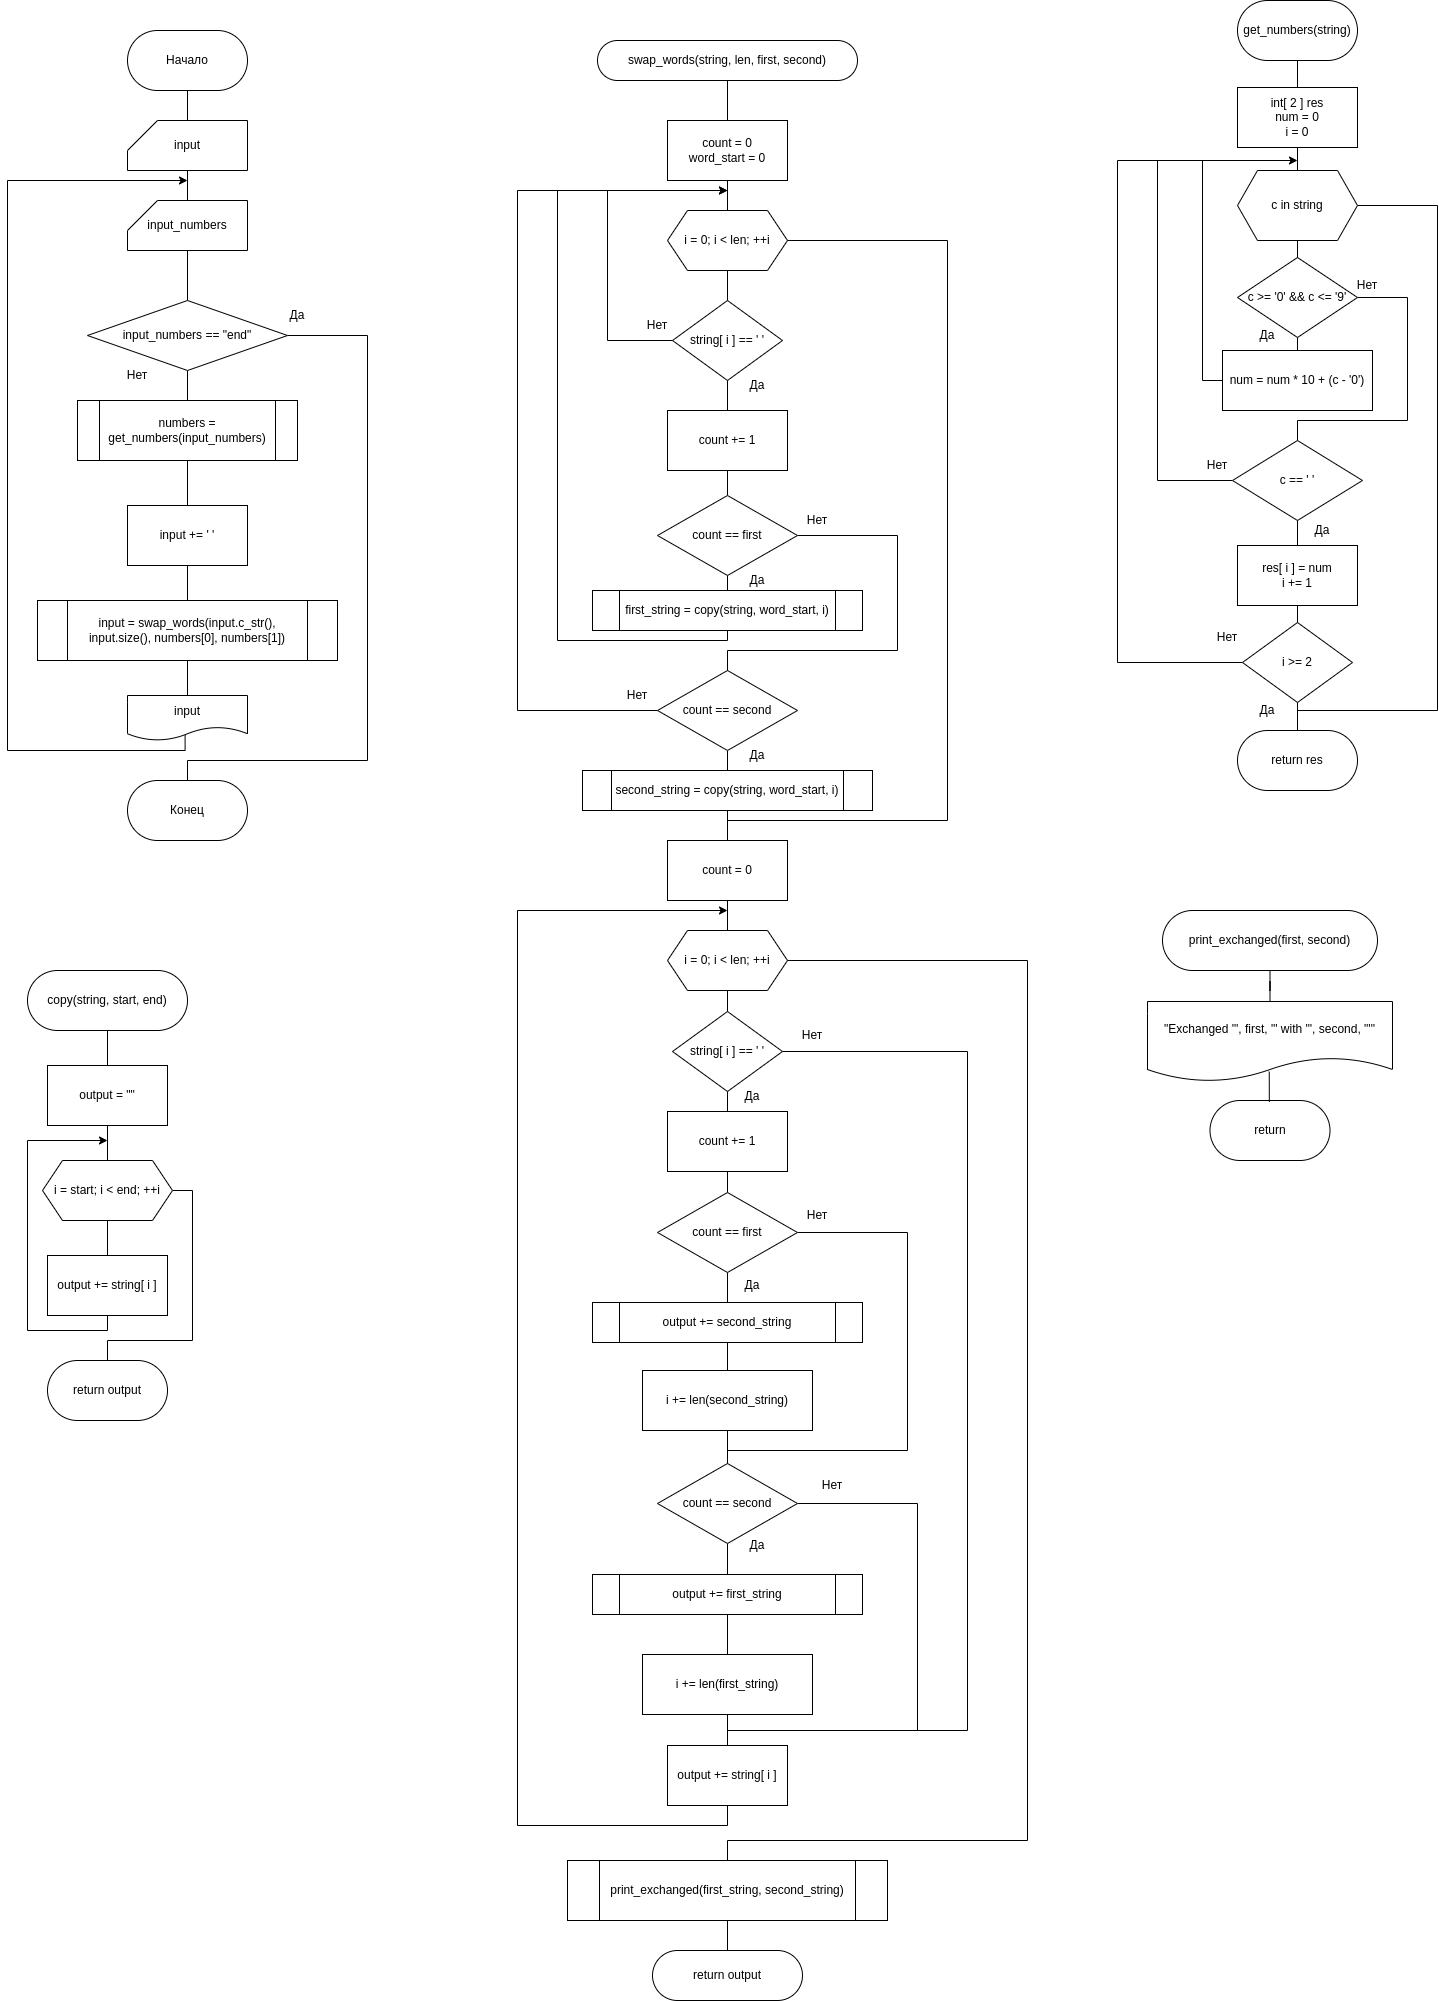 Начало
input
input_numbers
input_numbers == "end"
Да
Нет
numbers =
get_numbers(input_numbers)
input += ' '
input = swap_words(input.c_str(),
input.size(), numbers[0], numbers[1])
input
Конец
copy(string, start, end)
output = ""
i = start; i < end; ++i
output += string[ i ]
return output
swap_words(string, len, first, second)
count = 0
word_start = 0
i = 0; i < len; ++i
Нет
string[ i ] == ' '
Да
count += 1
Нет
count == first
Да
first_string = copy(string, word_start, i)
Нет
count == second
Да
second_string = copy(string, word_start, i)
count = 0
i = 0; i < len; ++i
Нет
string[ i ] == ' '
Да
count += 1
Нет
count == first
Да
output += second_string
i += len(second_string)
Нет
count == second
Да
output += first_string
i += len(first_string)
output += string[ i ]
print_exchanged(first_string, second_string)
return output
get_numbers(string)
int[ 2 ] res
num = 0
i = 0
c in string
Нет
c >= '0' && c <= '9'
Да
num = num * 10 + (c - '0')
Нет
c == ' '
Да
res[ i ] = num
i += 1
Нет
i >= 2
Да
return res
print_exchanged(first, second)
"Exchanged '", first, "' with '", second, "'"
return